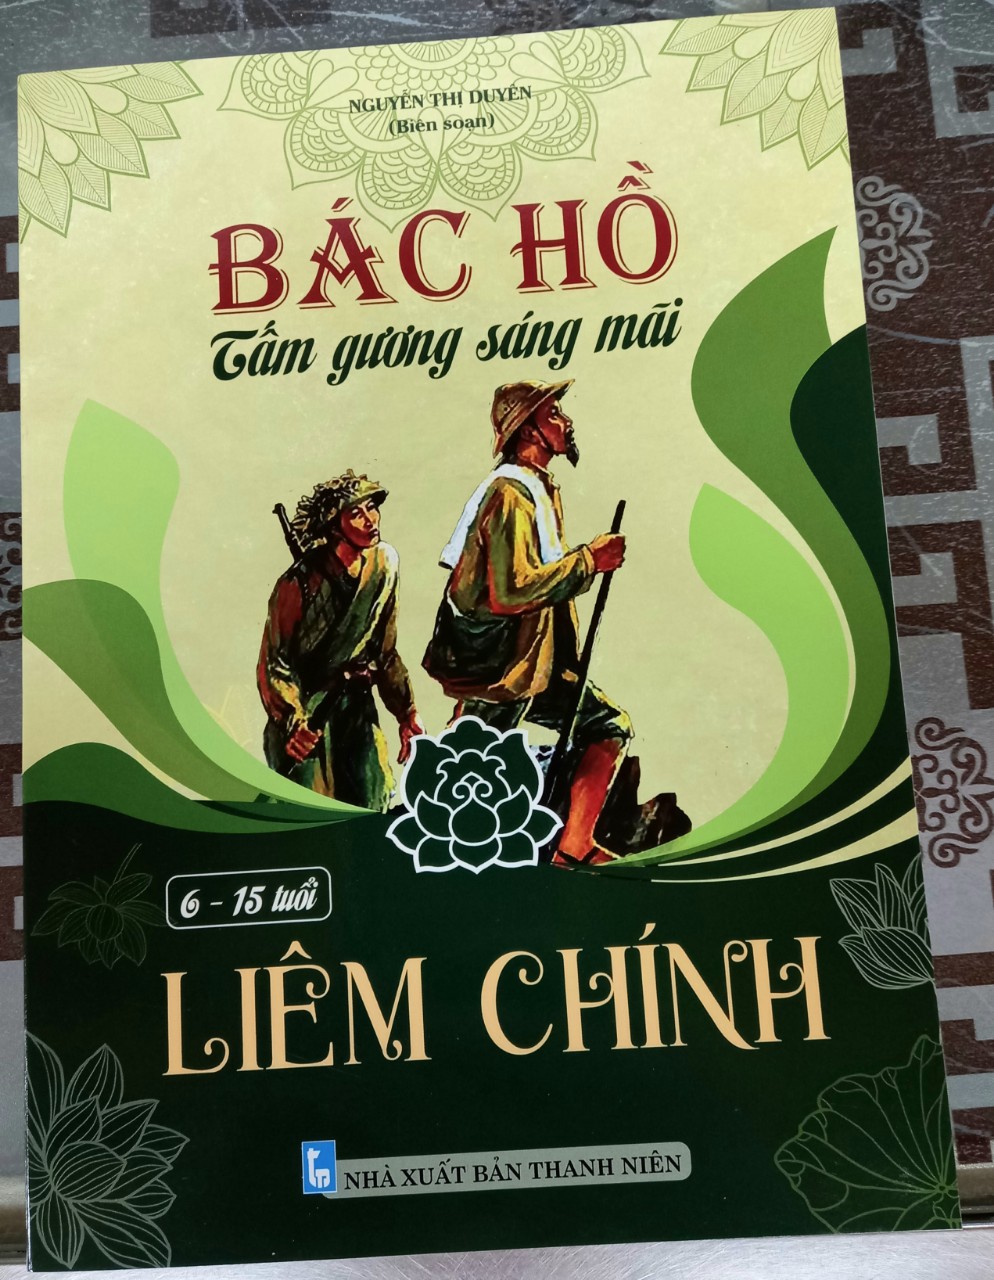 NGUYỄN THỊ DUYÊN
(Biên soạn)
BÁC HỒ
Tấm gương sáng mãi
6 - 15 tuổi
LIÊM CHÍNH
NHÀ XUẤT BẢN THANH NIÊN